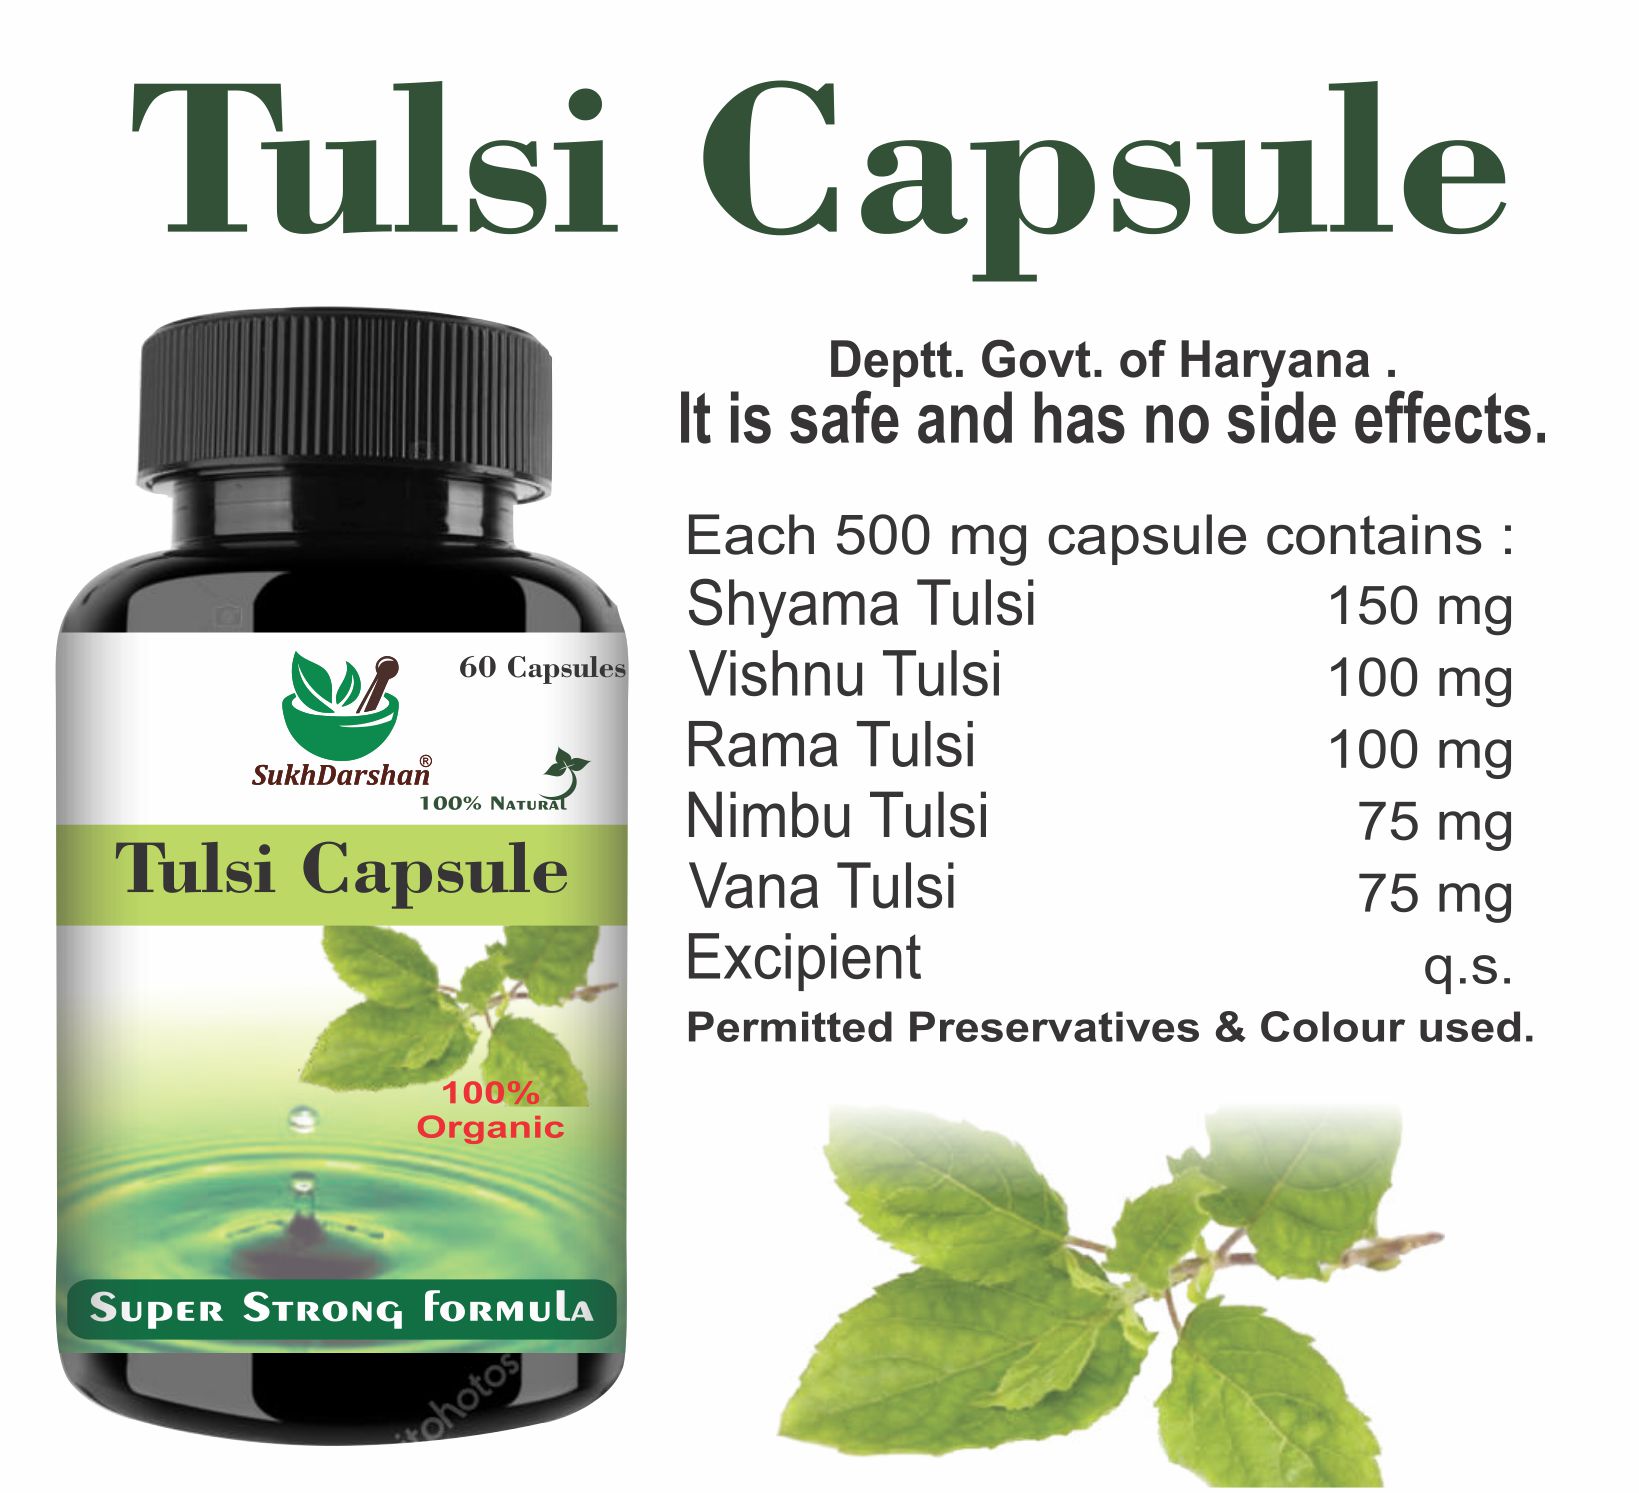 Tulsi Capsule
Deptt. Govt. of Haryana .
It is safe and has no side effects.
Each 500 mg capsule contains :
Shyama Tulsi 150 mg
Vishnu Tulsi 100 mg
Rama Tulsi 100 mg
Nimbu Tulsi 75 mg
Vana Tulsi 75 mg
Excipient q.s.
Permitted Preservatives & Colour used.
60 Capsules
SukhDarshan®
100% Natural
Tulsi Capsule
100%
Organic
Super Strong formula